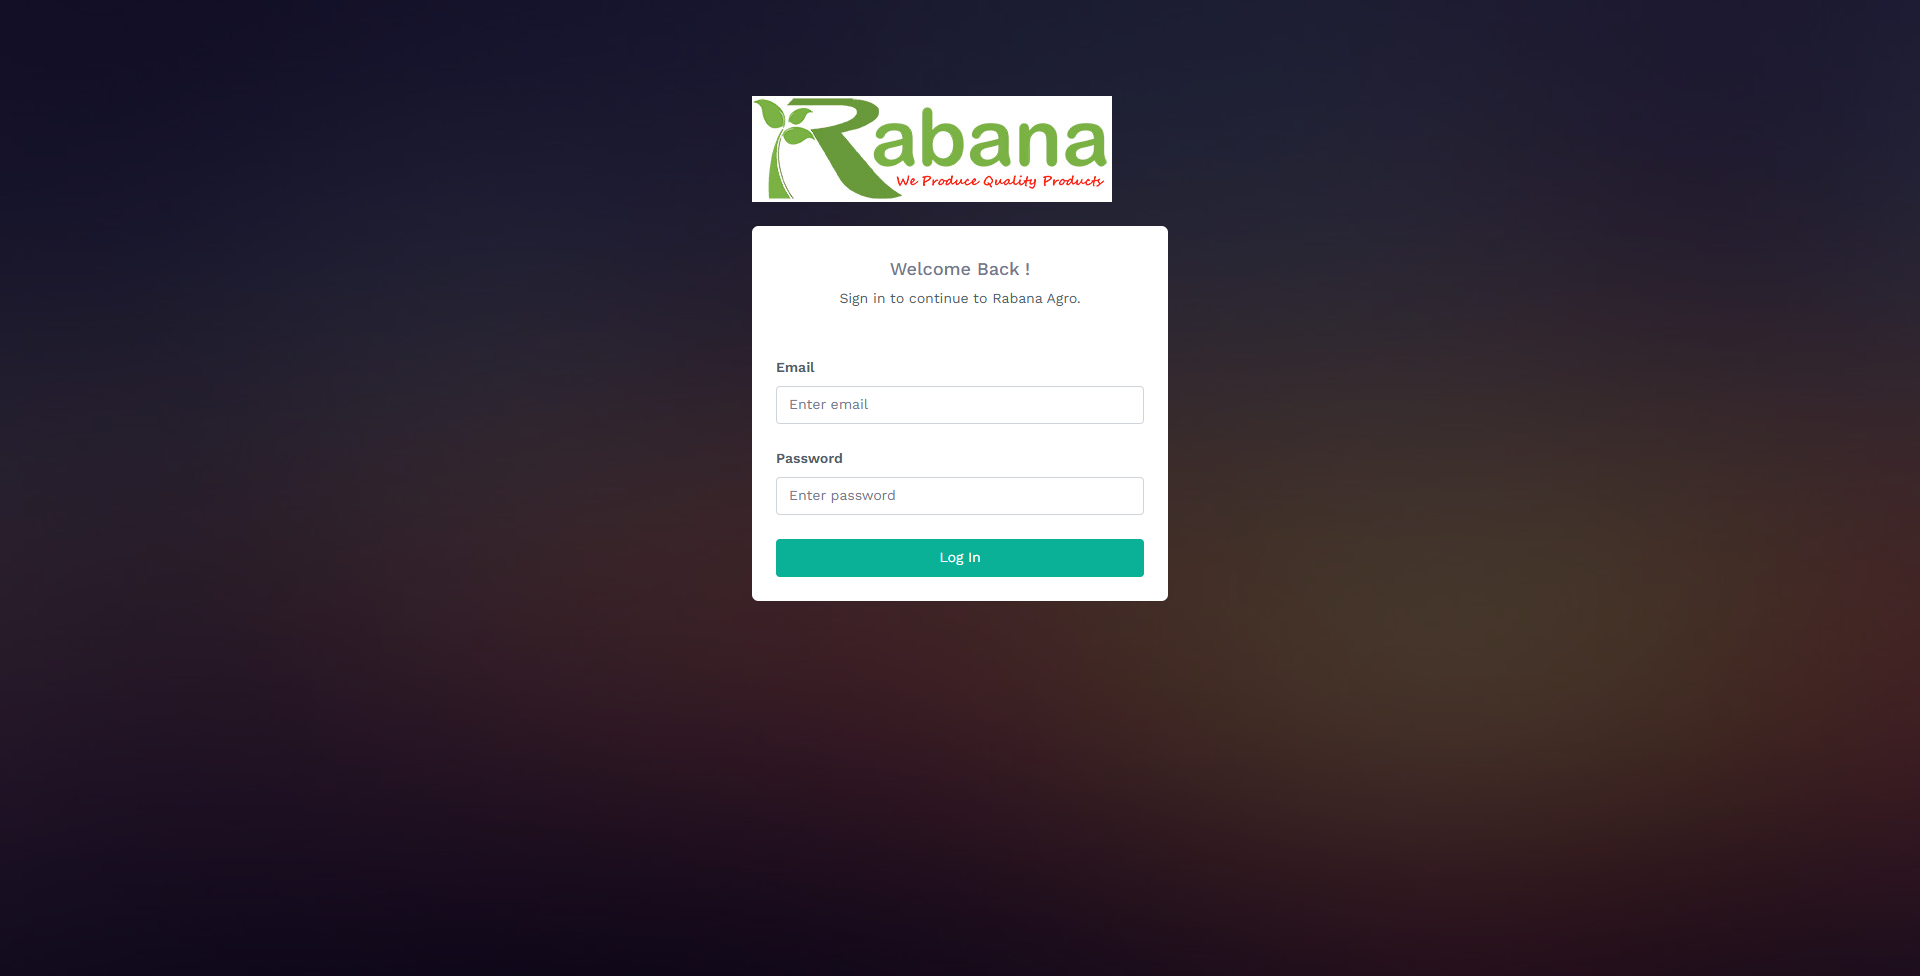 Rabana
We Produce Quality Products
Welcome Back !
Sign in to continue to Rabana Agro.
Email
Enter email
Password
Enter password
Log In